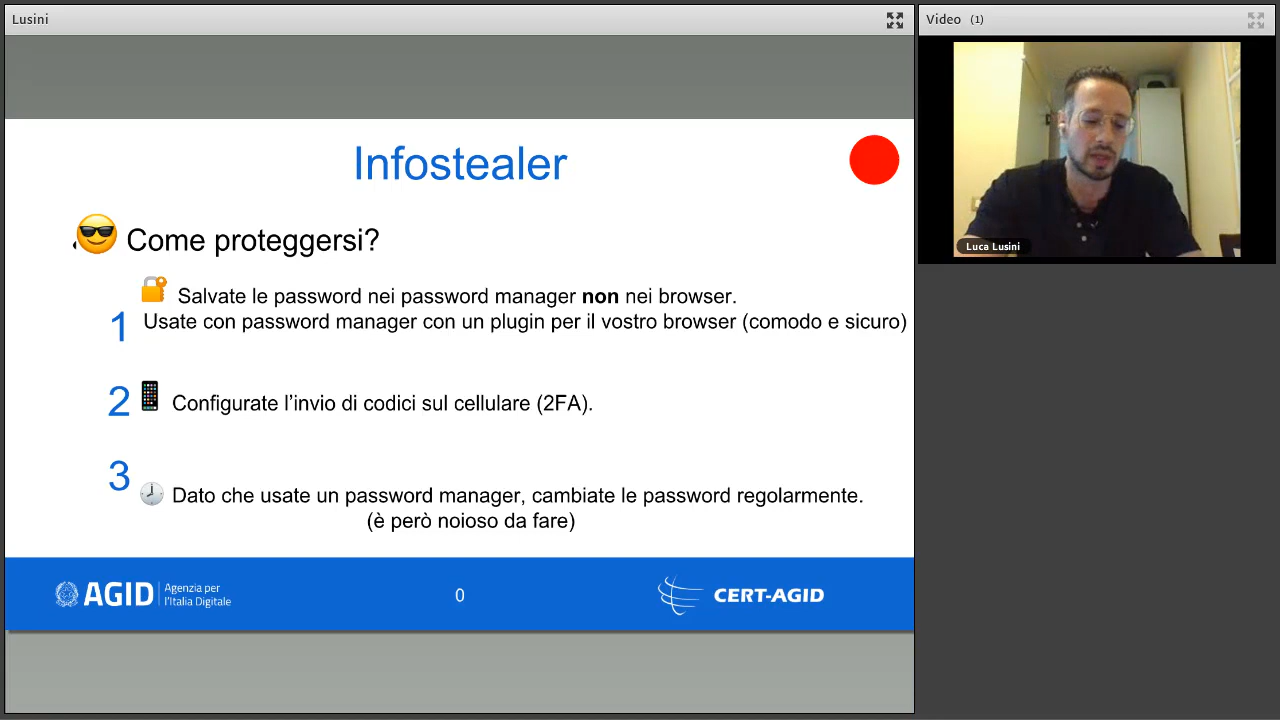 Lusini
Video (1)
Infostealer
Come proteggersi?
Salvate le password nei password manager non nei browser.
1 Usate con password manager con un plugin per il vostro browser (comodo e sicuro)
2 Configurate l’invio di codici sul cellulare (2FA).
3
Dato che usate un password manager, cambiate le password regolarmente.
(è però noioso da fare)
AGID Agenzia per
l’Italia Digitale
0
CERT-AGID
Luca Lusini